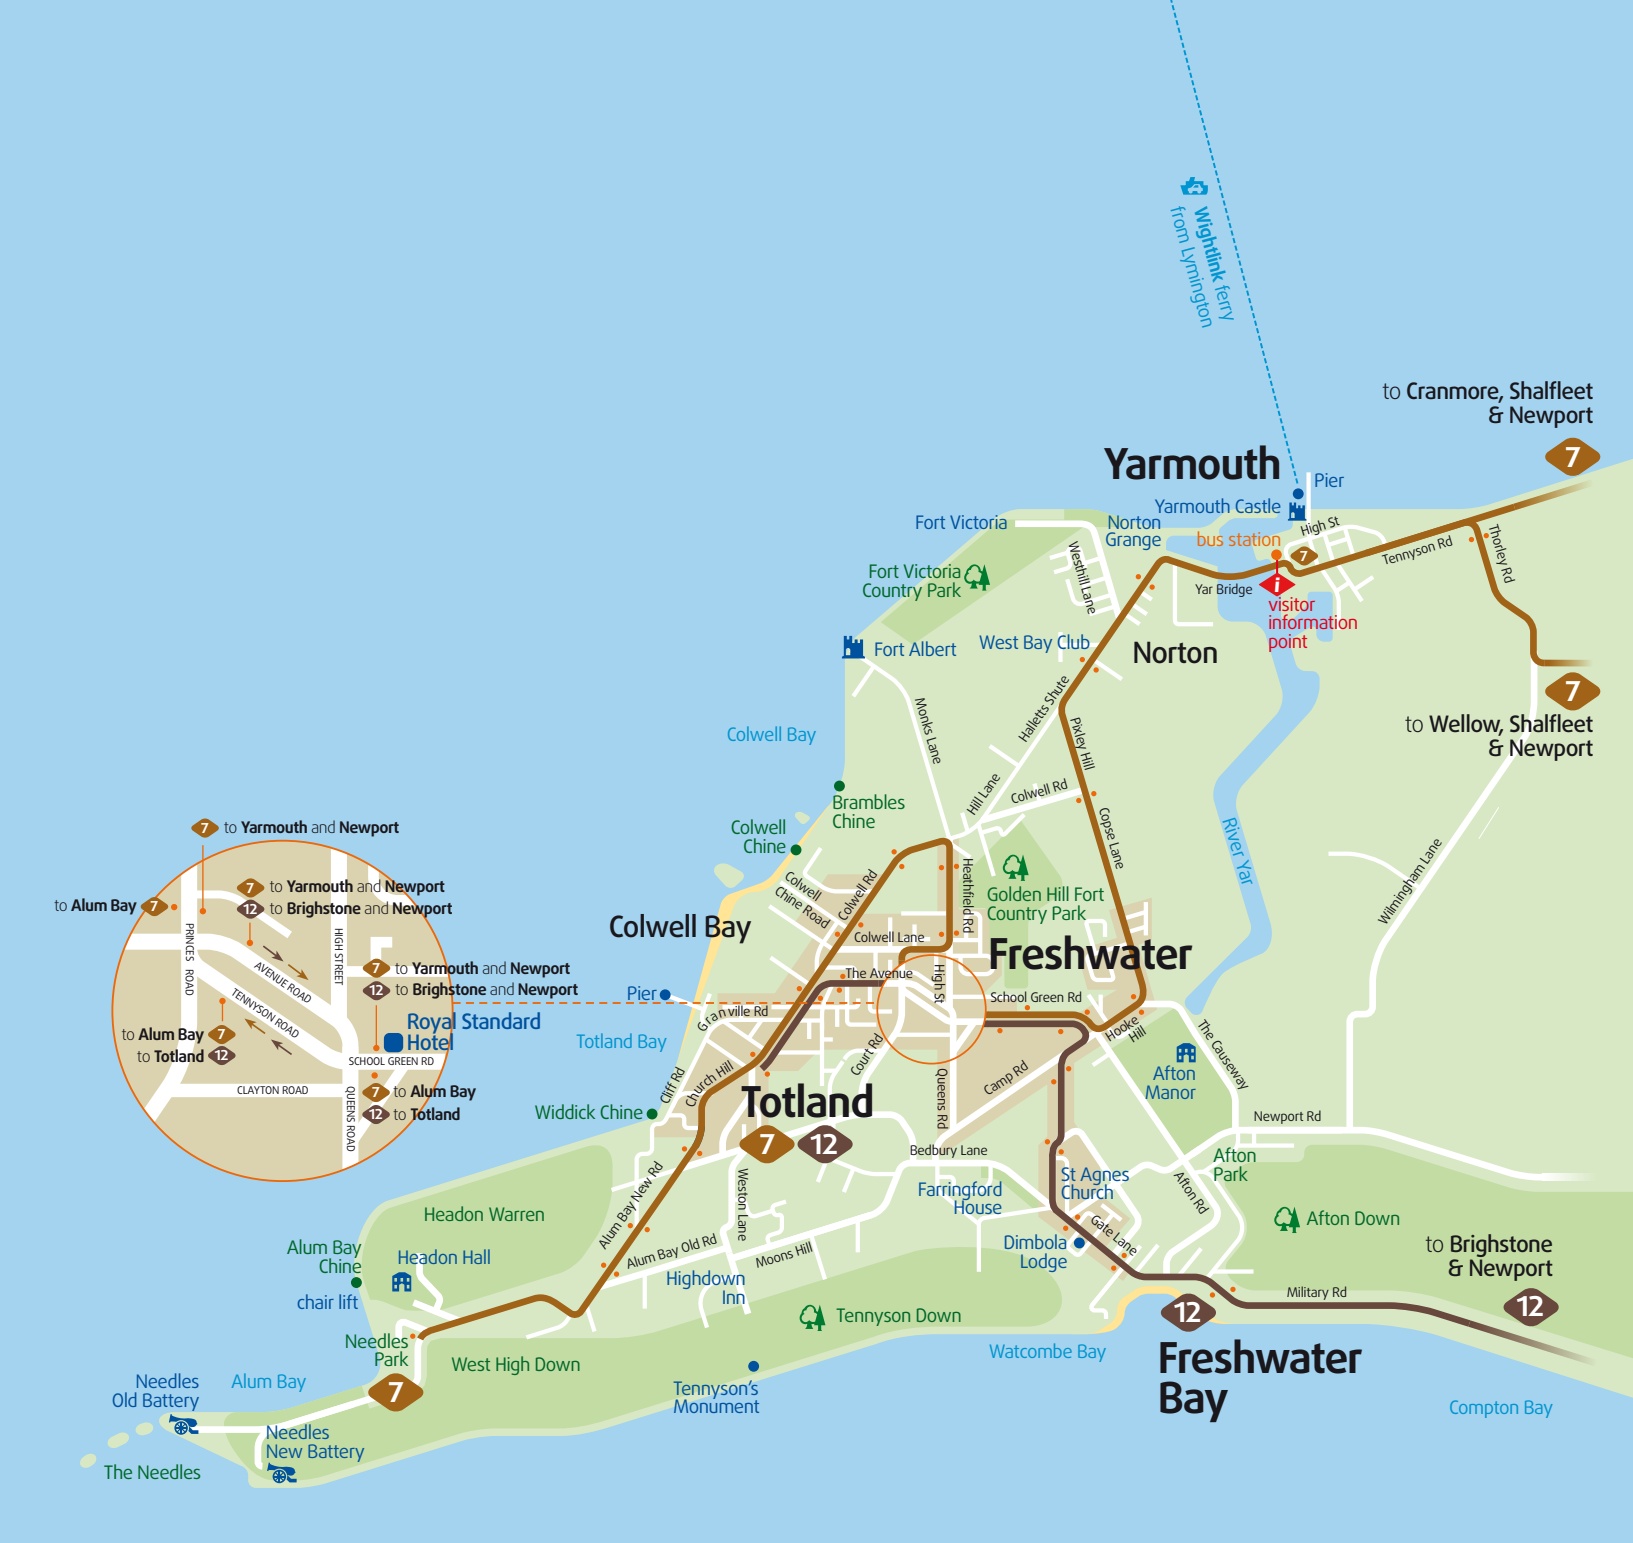 Wightlink ferry
from Lymington
to Cranmore, Shalfleet
& Newport
7
Yarmouth
Pier
Yarmouth Castle
Fort Victoria
Norton
Grange
High St
bus station
7
Tennyson Rd
Thorley Rd
Westhill Lane
Fort Victoria
Country Park
Yar Bridge
i
visitor
information
point
Fort Albert
West Bay Club
Norton
7
to Wellow, Shalfleet
& Newport
Monks Lane
Halletts Shute
Pixley Hill
Colwell Bay
Hill Lane
Colwell Rd
Copse Lane
River Yar
Brambles
Chine
Colwell
Chine
Wilmingham Lane
Colwell
Chine Road
Colwell Rd
Heathfield Rd
Golden Hill Fort
Country Park
Colwell Bay
Colwell Lane
Freshwater
The Avenue
High St
School Green Rd
Pier
Granville Rd
Totland Bay
Hooke
Hill
The Causeway
Court Rd
Church Hill
Cliff Rd
Camp Rd
Queens Rd
Afton
Manor
Widdick Chine
Totland
7
12
Newport Rd
Bedbury Lane
Afton
Park
St Agnes
Church
Farringford
House
Afton Rd
Weston Lane
Alum Bay New Rd
Gate Lane
Afton Down
Headon Warren
Alum Bay
Chine
Headon Hall
chair lift
Alum Bay Old Rd
Moons Hill
Highdown
Inn
Dimbola
Lodge
to Brighstone
& Newport
12
Military Rd
12
Tennyson Down
Needles
Park
West High Down
Watcombe Bay
Freshwater
Bay
Needles
Old Battery
Alum Bay
7
Tennyson's
Monument
Compton Bay
Needles
New Battery
The Needles
7 to Yarmouth and Newport
7 to Yarmouth and Newport
12 to Brighstone and Newport
to Alum Bay 7
PRINCES ROAD
HIGH STREET
AVENUE ROAD
TENNYSON ROAD
7 to Yarmouth and Newport
12 to Brighstone and Newport
Royal Standard
Hotel
to Alum Bay 7
to Totland 12
SCHOOL GREEN RD
CLAYTON ROAD
QUEENS ROAD
7 to Alum Bay
12 to Totland